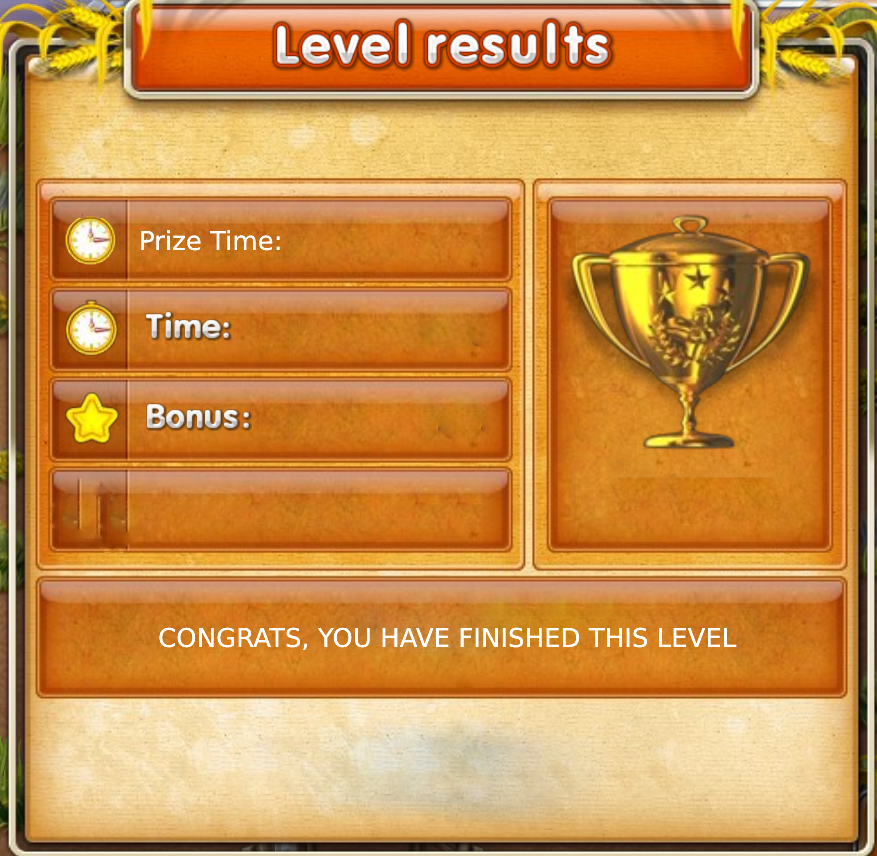 Level results
Prize Time:
Time:
Bonus:
CONGRATS, YOU HAVE FINISHED THIS LEVEL